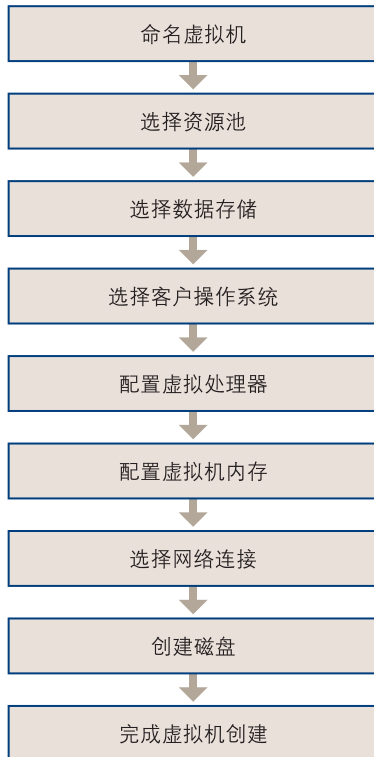 命名虚拟机
选择资源池
选择数据存储
选择客户操作系统
配置虚拟处理器
配置虚拟机内存
选择网络连接
创建磁盘
完成虚拟机创建